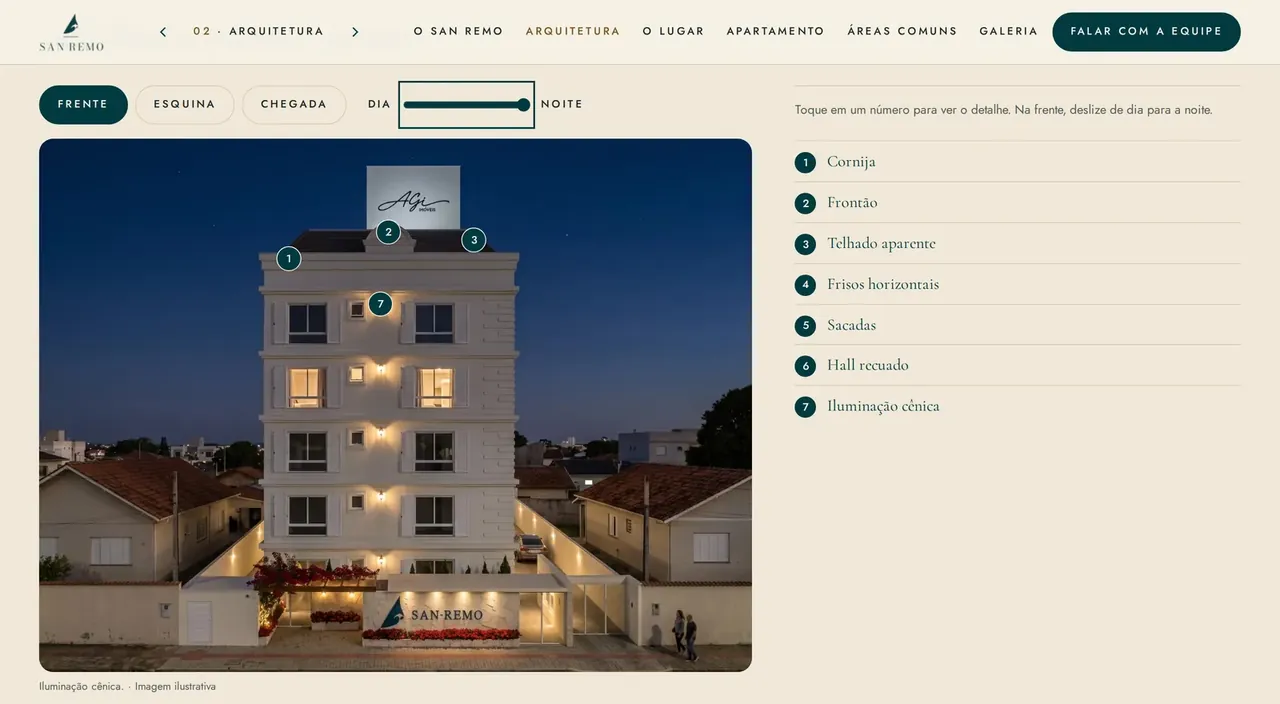 SAN REMO
02 · ARQUITETURA
O SAN REMO
ARQUITETURA
O LUGAR
APARTAMENTO
ÁREAS COMUNS
GALERIA
FALAR COM A EQUIPE
FRENTE
ESQUINA
CHEGADA
DIA
NOITE
AGi
IMÓVEIS
2
3
1
7
SAN·REMO
Iluminação cênica. · Imagem ilustrativa
Toque em um número para ver o detalhe. Na frente, deslize de dia para a noite.
1 Cornija
2 Frontão
3 Telhado aparente
4 Frisos horizontais
5 Sacadas
6 Hall recuado
7 Iluminação cênica